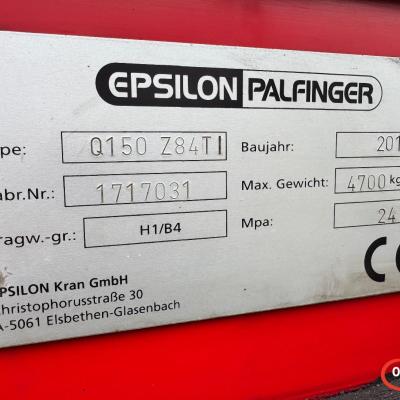 EPSILON PALFINGER
pe: Q150 Z84TI Baujahr: 201
abr.Nr.: 1717031 Max. Gewicht: 4700 kg
ragw.-gr.: H1/B4 Mpa: 24
PSILON Kran GmbH
hristophorusstraße 30
A-5061 Elsbethen-Glasenbach